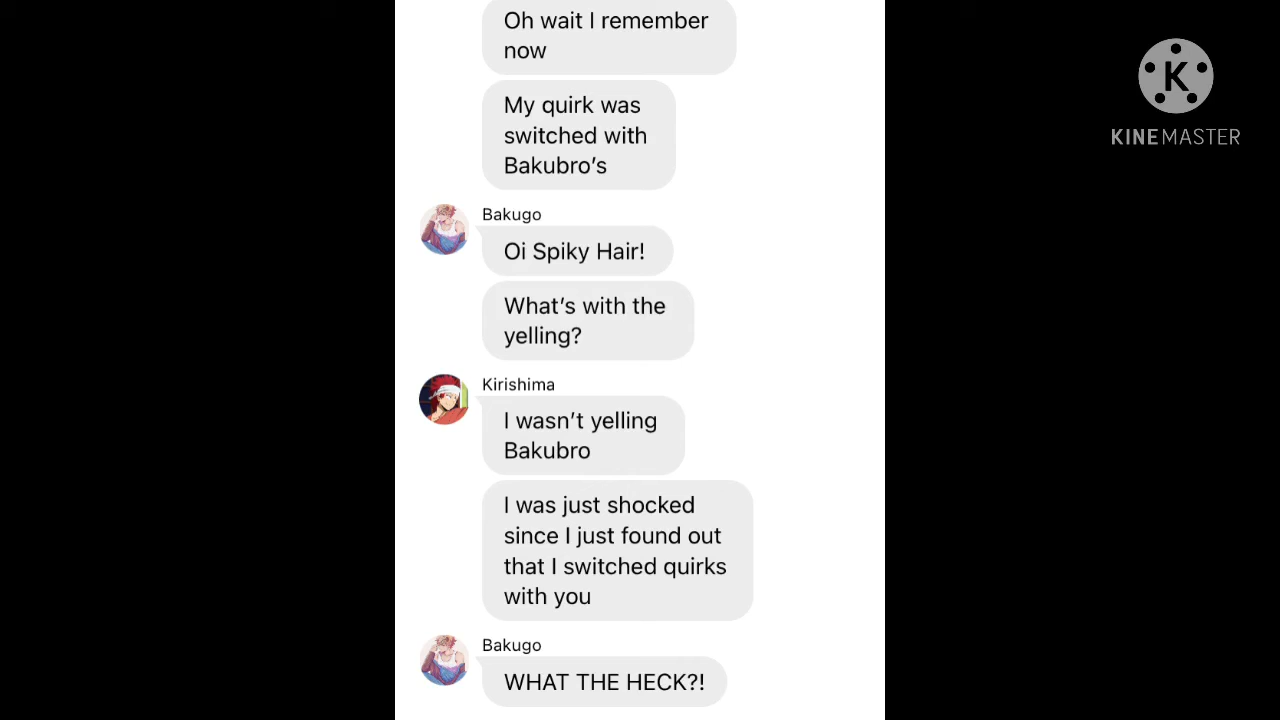 Oh wait I remember
now
My quirk was
switched with
Bakubro’s
Bakugo
Oi Spiky Hair!
What’s with the
yelling?
Kirishima
I wasn’t yelling
Bakubro
I was just shocked
since I just found out
that I switched quirks
with you
Bakugo
WHAT THE HECK?!
K
KINEMASTER